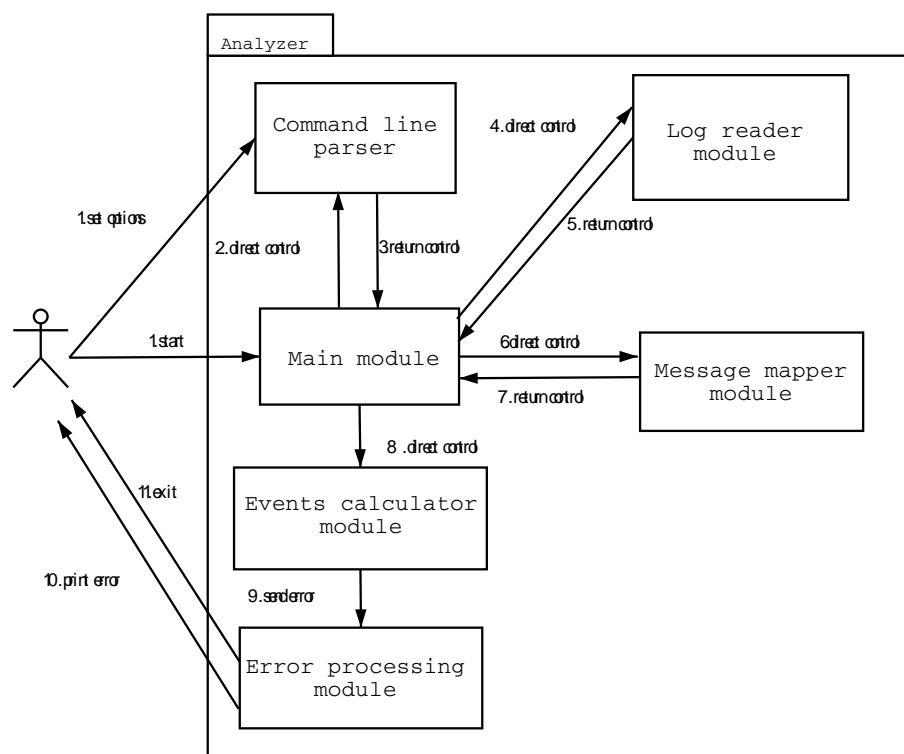 Analyzer
Command line
parser
4.direct control
Log reader
module
1.set options
2.direct control
3.return control
5.return control
1.start
Main module
6.direct control
Message mapper
module
7.return control
8 .direct control
Events calculator
module
11.exit
10.print error
9.send error
Error processing
module